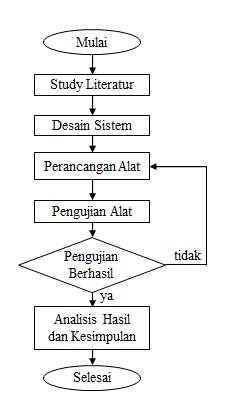 Mulai
Study Literatur
Desain Sistem
Perancangan Alat
Pengujian Alat
Pengujian
Berhasil
tidak
ya
Analisis Hasil
dan Kesimpulan
Selesai